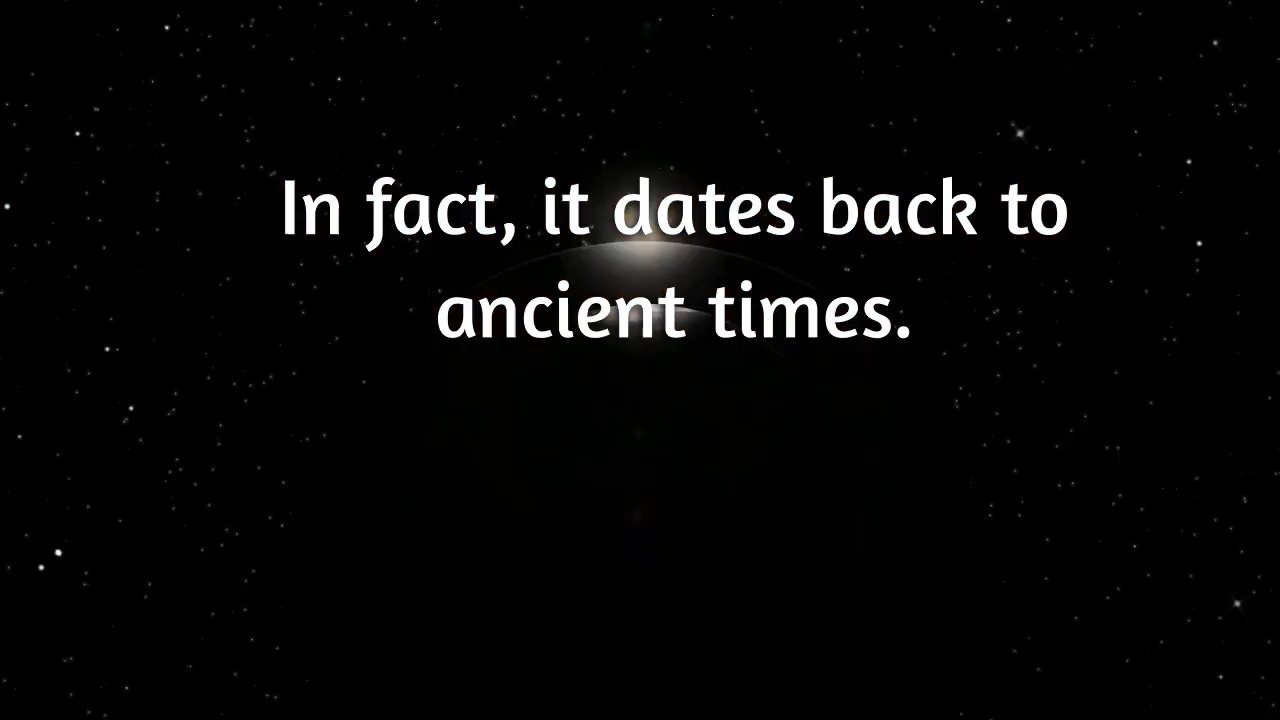 In fact, it dates back to
ancient times.